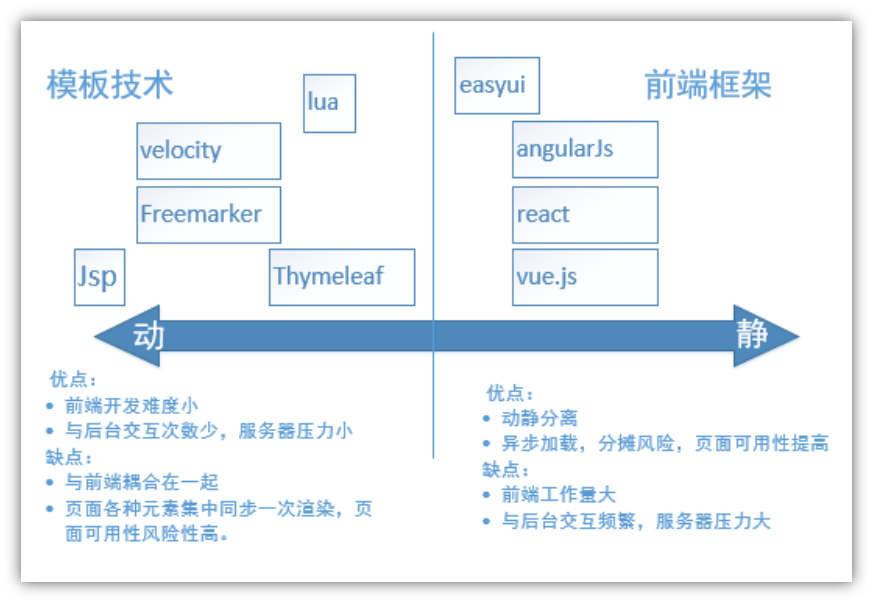 模板技术
lua
velocity
Freemarker
Jsp
Thymeleaf
easyui
前端框架
angularJs
react
vue.js
动
静
优点：
• 前端开发难度小
• 与后台交互次数少，服务器压力小
缺点：
• 与前端耦合在一起
• 页面各种元素集中同步一次渲染，页
面可用性风险性高。
优点：
• 动静分离
• 异步加载，分摊风险，页面可用性提高
缺点：
• 前端工作量大
• 与后台交互频繁，服务器压力大